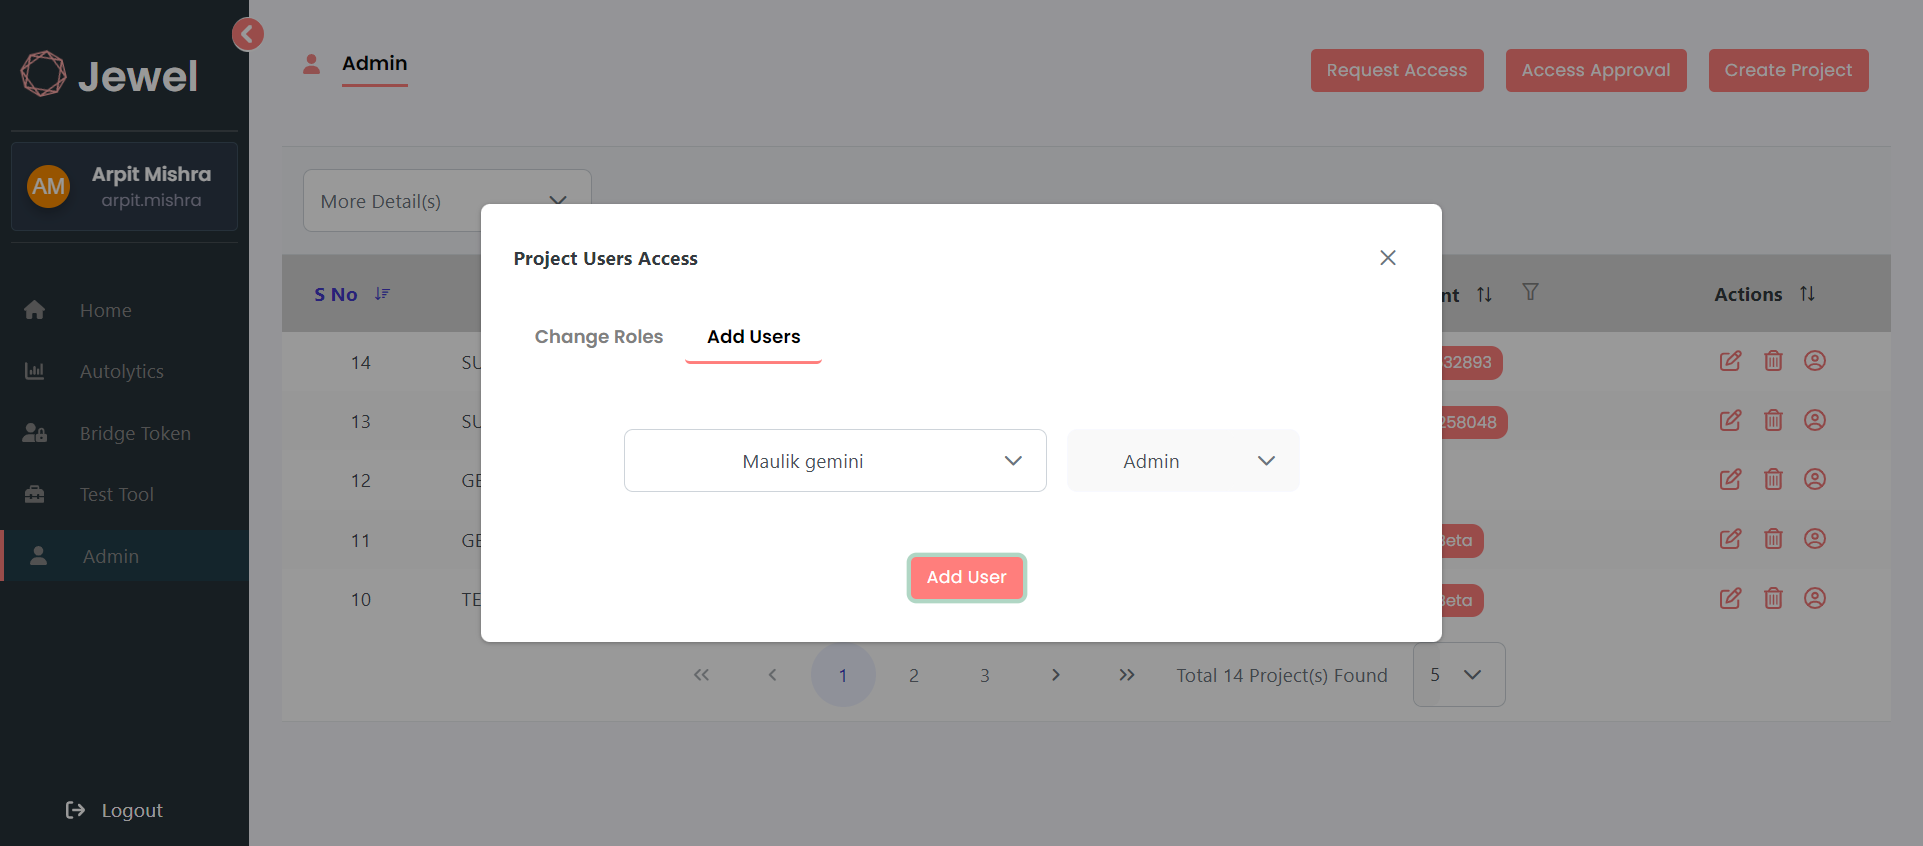 Jewel
AM
Arpit Mishra
arpit.mishra
Home
Autolytics
Bridge Token
Test Tool
Admin
Logout
Admin
Request Access
Access Approval
Create Project
More Detail(s)
S No
nt
Actions
Project Users Access
Change Roles
Add Users
Maulik gemini
Admin
Add User
14
SU
32893
13
SU
258048
12
GE
11
GE
Beta
10
TE
Beta
1
2
3
Total 14 Project(s) Found
5